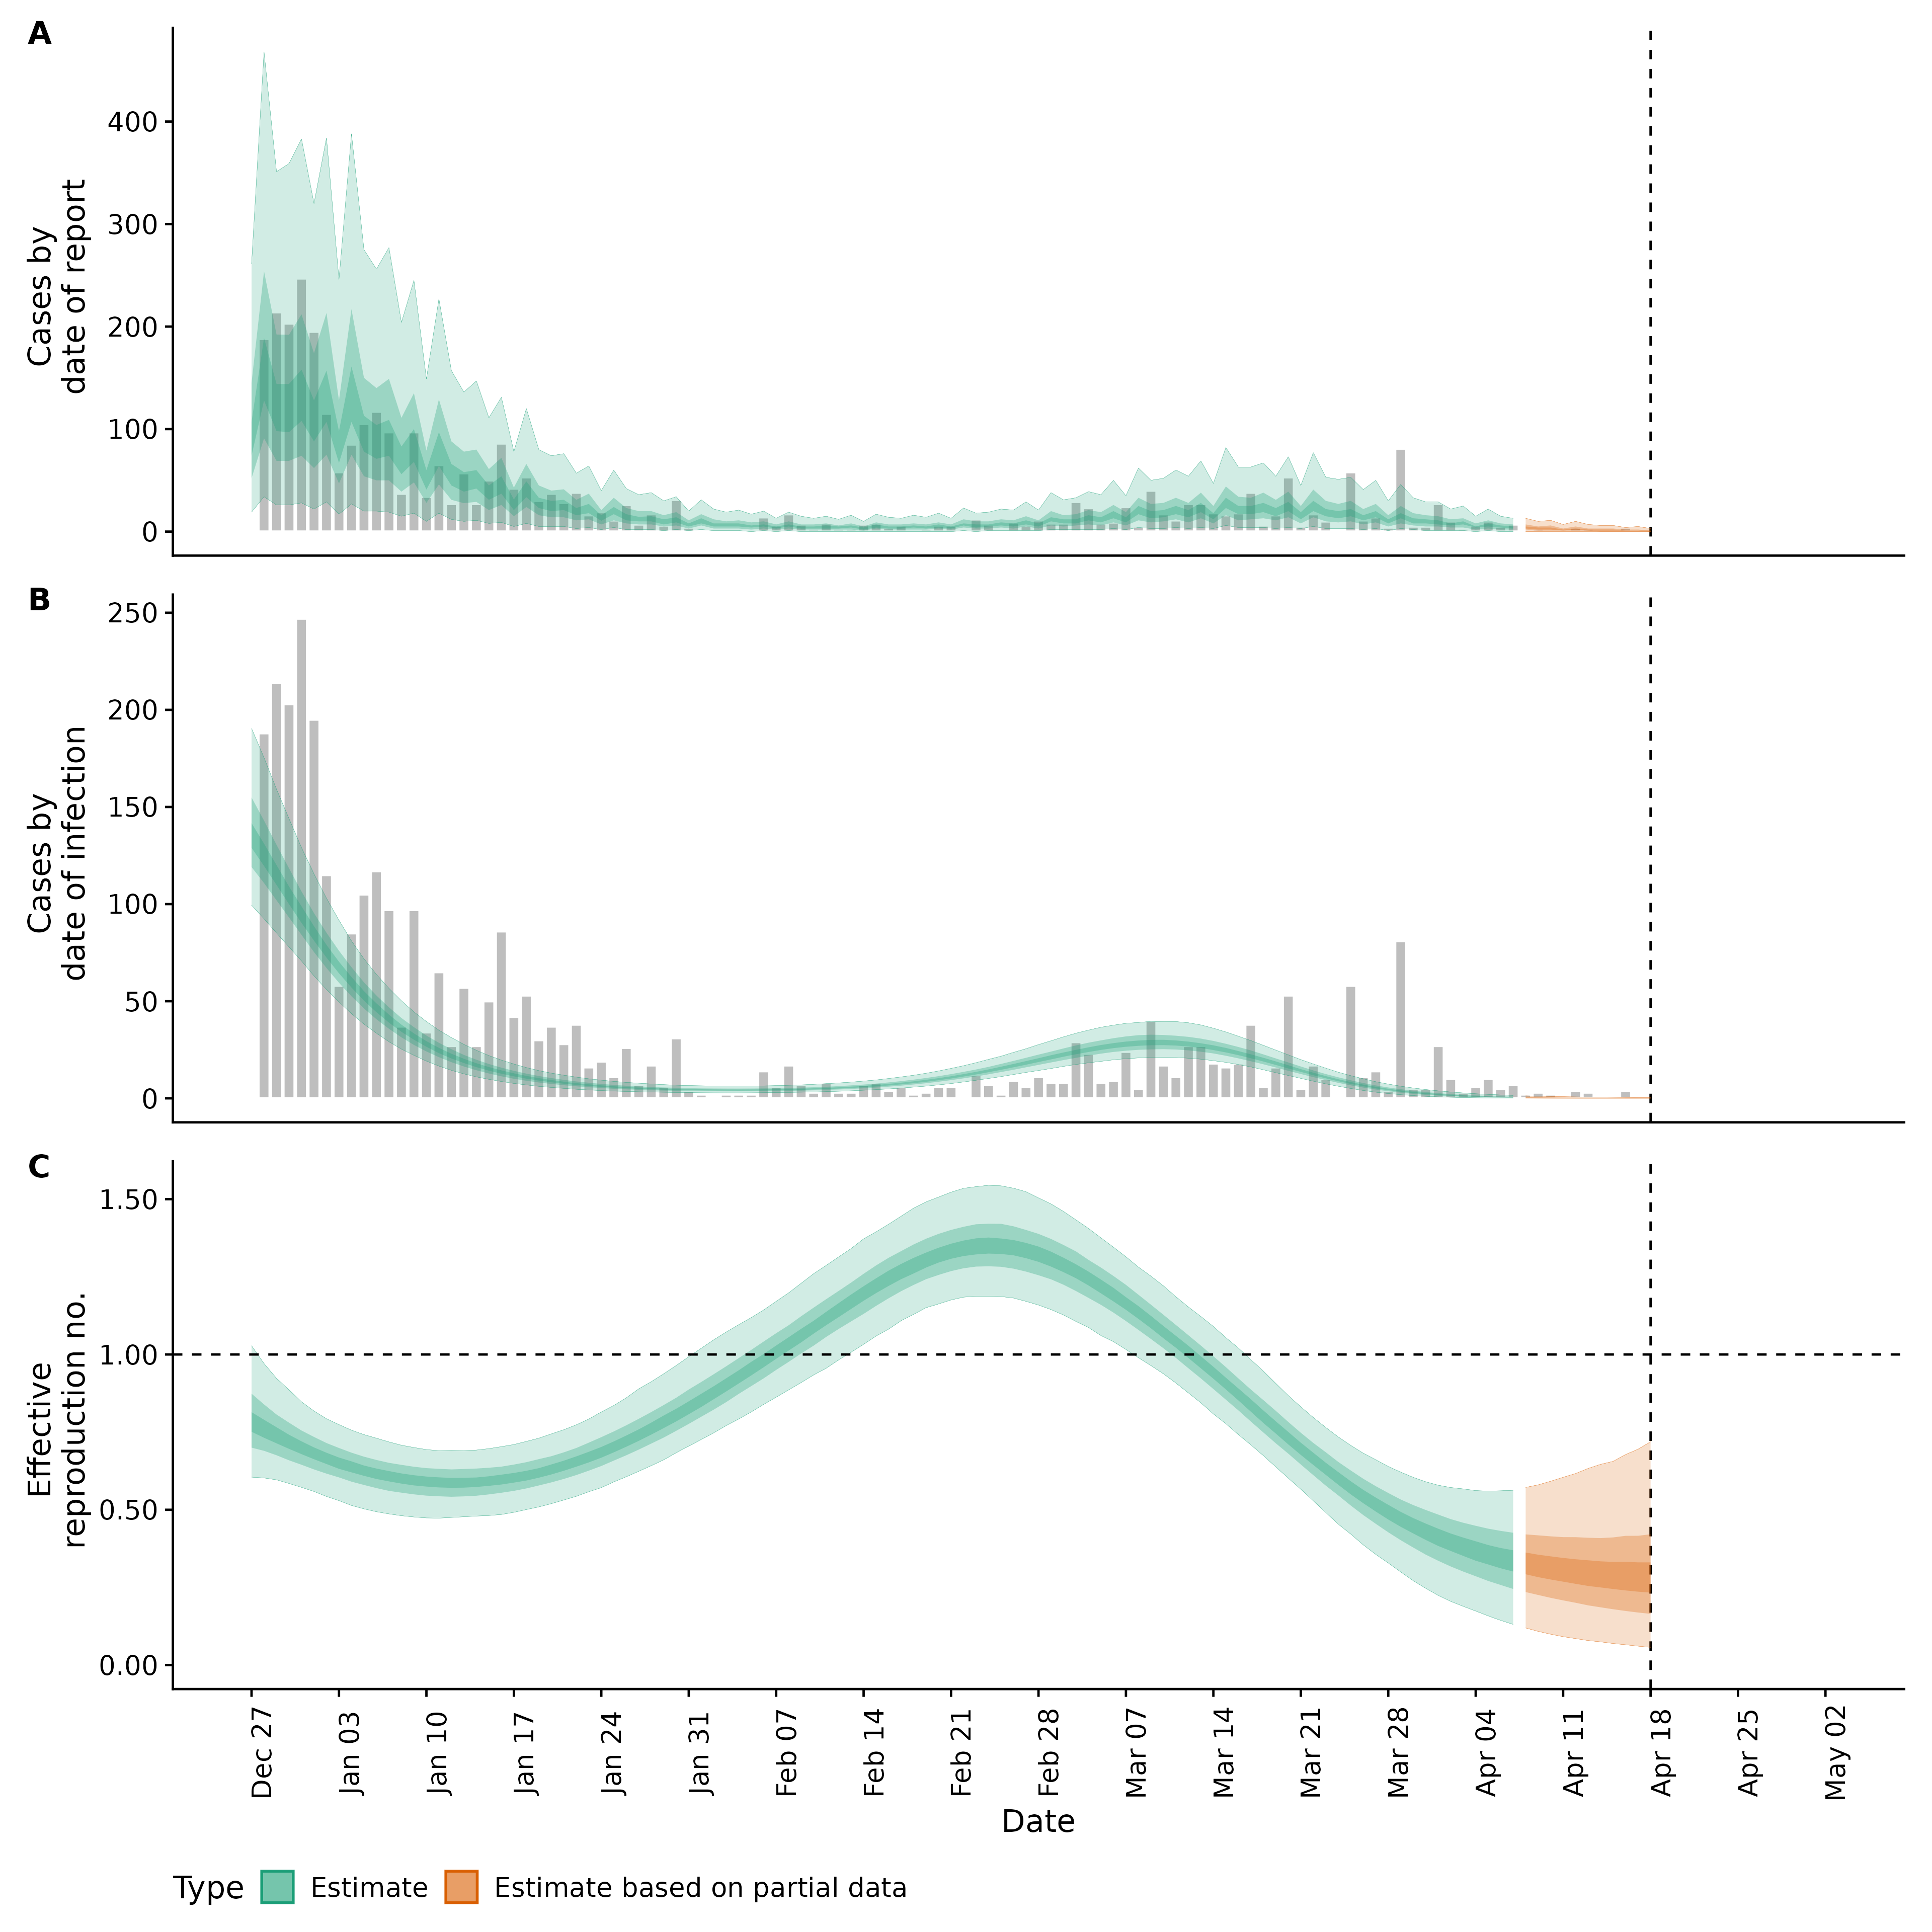 A
Cases by
date of report
400
300
200
100
0
B
Cases by
date of infection
250
200
150
100
50
0
C
Effective
reproduction no.
1.50
1.00
0.50
0.00
Dec 27
Jan 03
Jan 10
Jan 17
Jan 24
Jan 31
Feb 07
Feb 14
Feb 21
Feb 28
Mar 07
Mar 14
Mar 21
Mar 28
Apr 04
Apr 11
Apr 18
Apr 25
May 02
Date
Type Estimate Estimate based on partial data